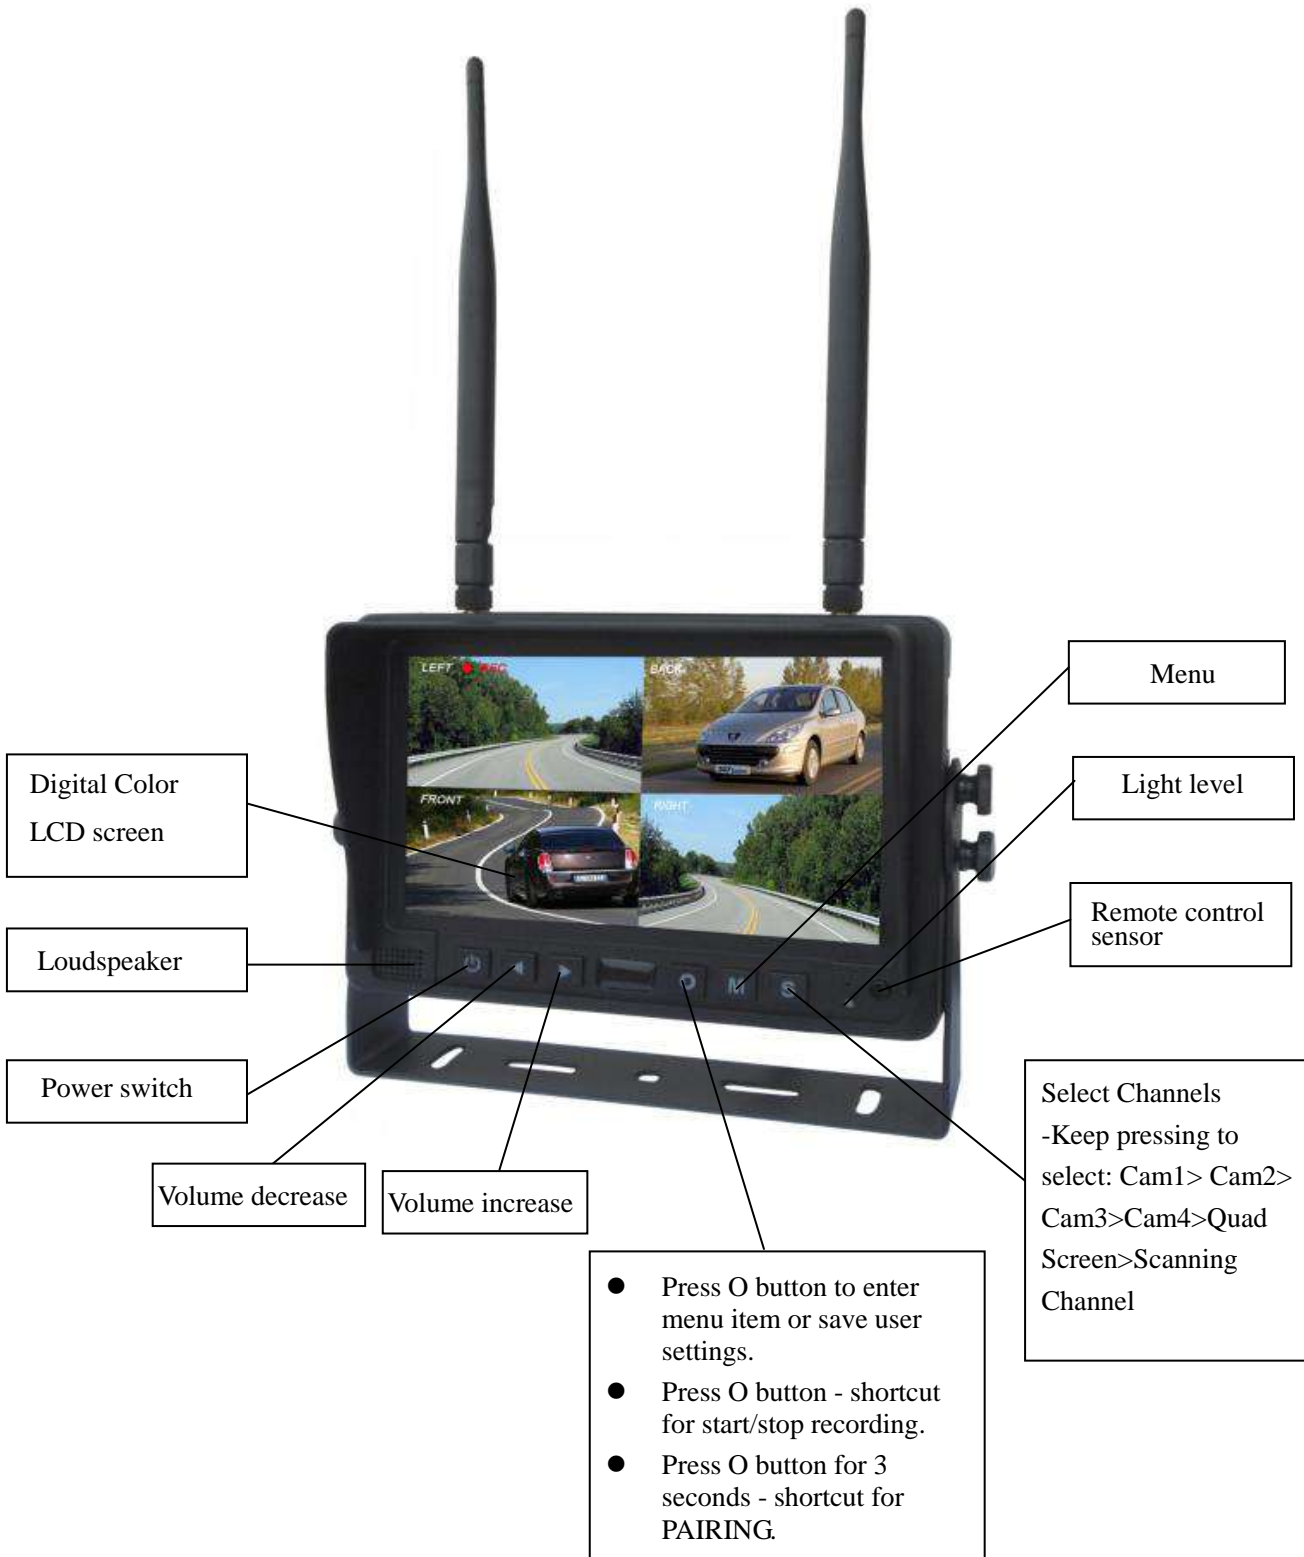 LEFT REC
BACK
FRONT
RIGHT
M
S
Menu
Light level
Remote control
sensor
Digital Color
LCD screen
Loudspeaker
Power switch
Volume decrease
Volume increase
Select Channels
-Keep pressing to
select: Cam1> Cam2>
Cam3>Cam4>Quad
Screen>Scanning
Channel
● Press O button to enter
menu item or save user
settings.
● Press O button - shortcut
for start/stop recording.
● Press O button for 3
seconds - shortcut for
PAIRING.